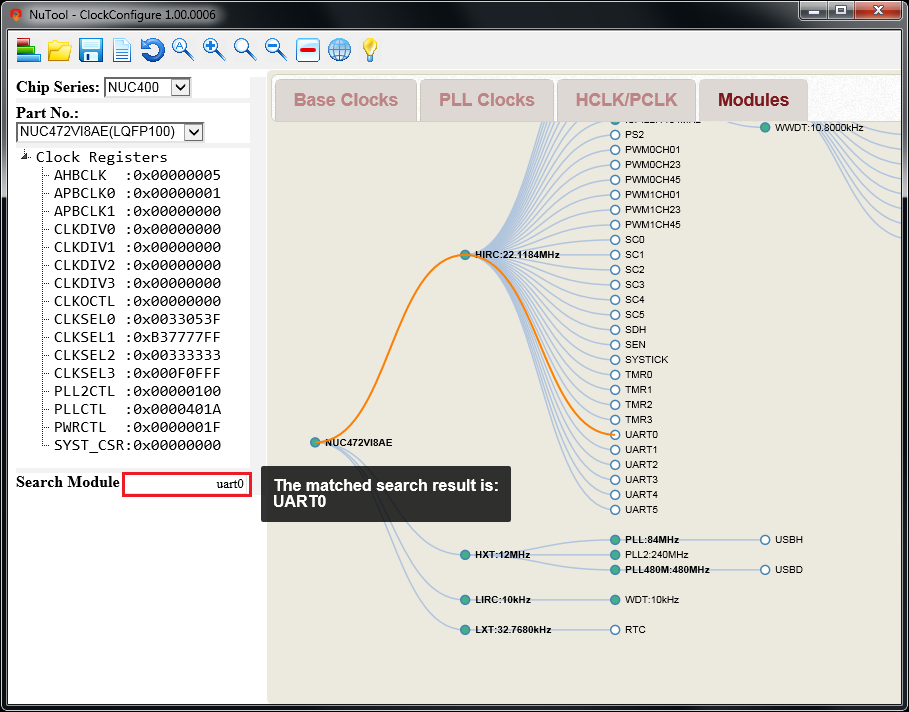 NuTool - ClockConfigure 1.00.0006
Chip Series: NUC400
Part No.:
NUC472VI8AE(LQFP100)
Clock Registers
AHBCLK :0x00000005
APBCLK0 :0x00000001
APBCLK1 :0x00000000
CLKDIV0 :0x00000000
CLKDIV1 :0x00000000
CLKDIV2 :0x00000000
CLKDIV3 :0x00000000
CLKOCTL :0x00000000
CLKSEL0 :0x0033053F
CLKSEL1 :0xB37777FF
CLKSEL2 :0x00333333
CLKSEL3 :0x000F0FFF
PLL2CTL :0x00000100
PLLCTL :0x0000401A
PWRCTL :0x0000001F
SYST_CSR:0x00000000
Search Module uart0
The matched search result is:
UART0
Base Clocks PLL Clocks HCLK/PCLK Modules
WWDT:10.8000kHz
PS2
PWM0CH01
PWM0CH23
PWM0CH45
PWM1CH01
PWM1CH23
PWM1CH45
SC0
HIRC:22.1184MHz SC1
SC2
SC3
SC4
SC5
SDH
SEN
SYSTICK
TMR0
TMR1
TMR2
TMR3
UART0
NUC472VI8AE
UART1
UART2
UART3
UART4
UART5
PLL:84MHz USBH
HXT:12MHz PLL2:240MHz
PLL480M:480MHz USBD
LIRC:10kHz WDT:10kHz
LXT:32.7680kHz RTC